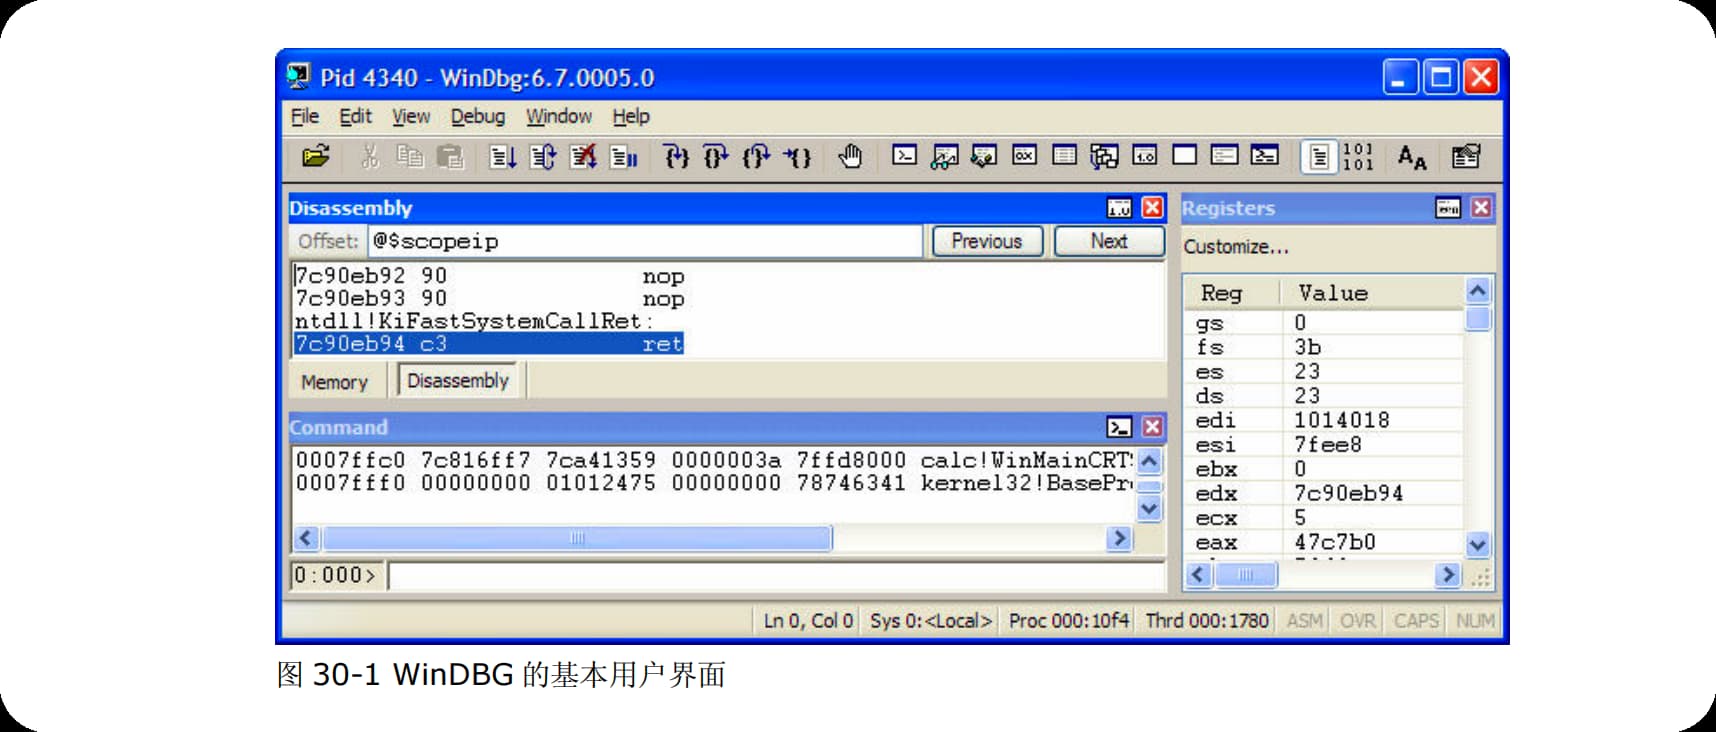 Pid 4340 - WinDbg:6.7.0005.0
File Edit View Debug Window Help
101
101
AA
Disassembly
Offset: @$scopeip Previous Next
7c90eb92 90 nop
7c90eb93 90 nop
ntdll!KiFastSystemCallRet:
7c90eb94 c3 ret
Memory Disassembly
Command
0007ffc0 7c816ff7 7ca41359 0000003a 7ffd8000 calc!WinMainCRT
0007fff0 00000000 01012475 00000000 78746341 kernel32!BasePr
0:000>
Registers
Customize...
Reg Value
gs 0
fs 3b
es 23
ds 23
edi 1014018
esi 7fee8
ebx 0
edx 7c90eb94
ecx 5
eax 47c7b0
Ln 0, Col 0 Sys 0:<Local> Proc 000:10f4 Thrd 000:1780 ASM OVR CAPS NUM
图 30-1 WinDBG 的基本用户界面